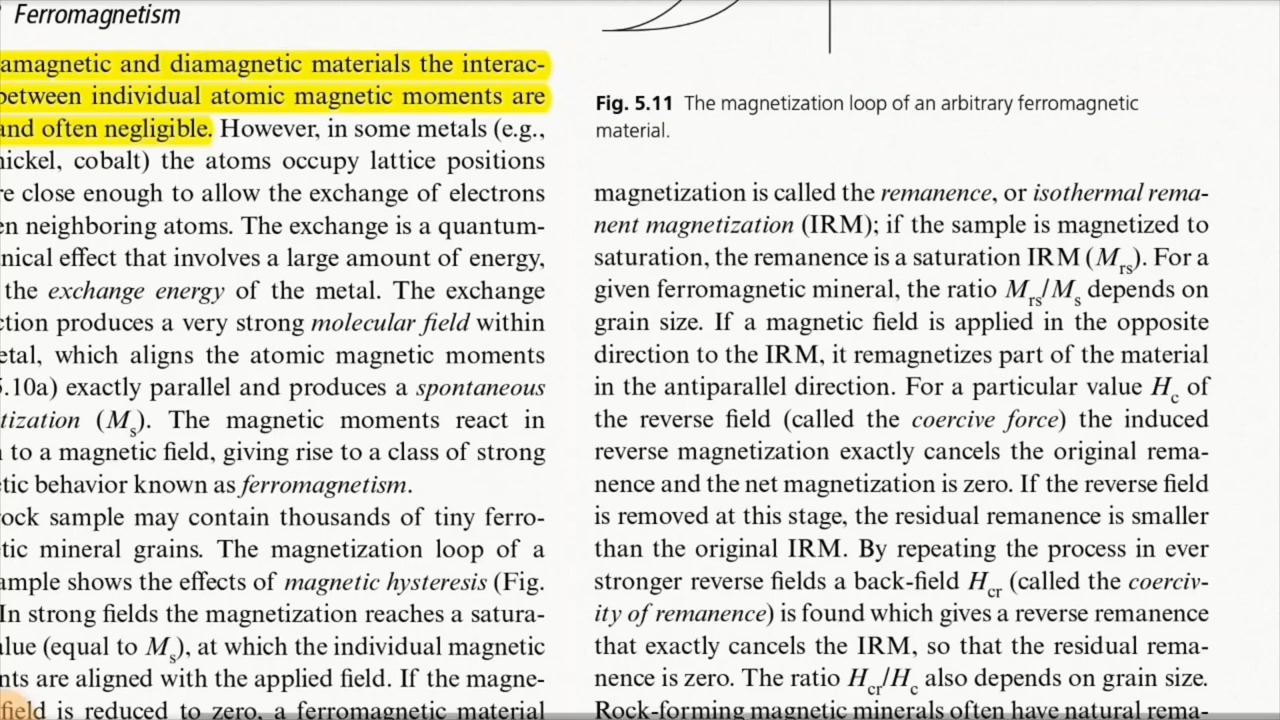 Ferromagnetism
amagnetic and diamagnetic materials the interac-
between individual atomic magnetic moments are
and often negligible. However, in some metals (e.g.,
nickel, cobalt) the atoms occupy lattice positions
re close enough to allow the exchange of electrons
en neighboring atoms. The exchange is a quantum-
nical effect that involves a large amount of energy,
the exchange energy of the metal. The exchange
ction produces a very strong molecular field within
etal, which aligns the atomic magnetic moments
5.10a) exactly parallel and produces a spontaneous
tization (Ms). The magnetic moments react in
to a magnetic field, giving rise to a class of strong
tic behavior known as ferromagnetism.
rock sample may contain thousands of tiny ferro-
tic mineral grains. The magnetization loop of a
ample shows the effects of magnetic hysteresis (Fig.
In strong fields the magnetization reaches a satura-
lue (equal to Ms), at which the individual magnetic
nts are aligned with the applied field. If the magne-
field is reduced to zero, a ferromagnetic material
Fig. 5.11 The magnetization loop of an arbitrary ferromagnetic
material.
magnetization is called the remanence, or isothermal rema-
nent magnetization (IRM); if the sample is magnetized to
saturation, the remanence is a saturation IRM (Mrs). For a
given ferromagnetic mineral, the ratio Mrs/Ms depends on
grain size. If a magnetic field is applied in the opposite
direction to the IRM, it remagnetizes part of the material
in the antiparallel direction. For a particular value Hc of
the reverse field (called the coercive force) the induced
reverse magnetization exactly cancels the original rema-
nence and the net magnetization is zero. If the reverse field
is removed at this stage, the residual remanence is smaller
than the original IRM. By repeating the process in ever
stronger reverse fields a back-field Hcr (called the coerciv-
ity of remanence) is found which gives a reverse remanence
that exactly cancels the IRM, so that the residual rema-
nence is zero. The ratio Hcr/Hc also depends on grain size.
Rock-forming magnetic minerals often have natural rema-